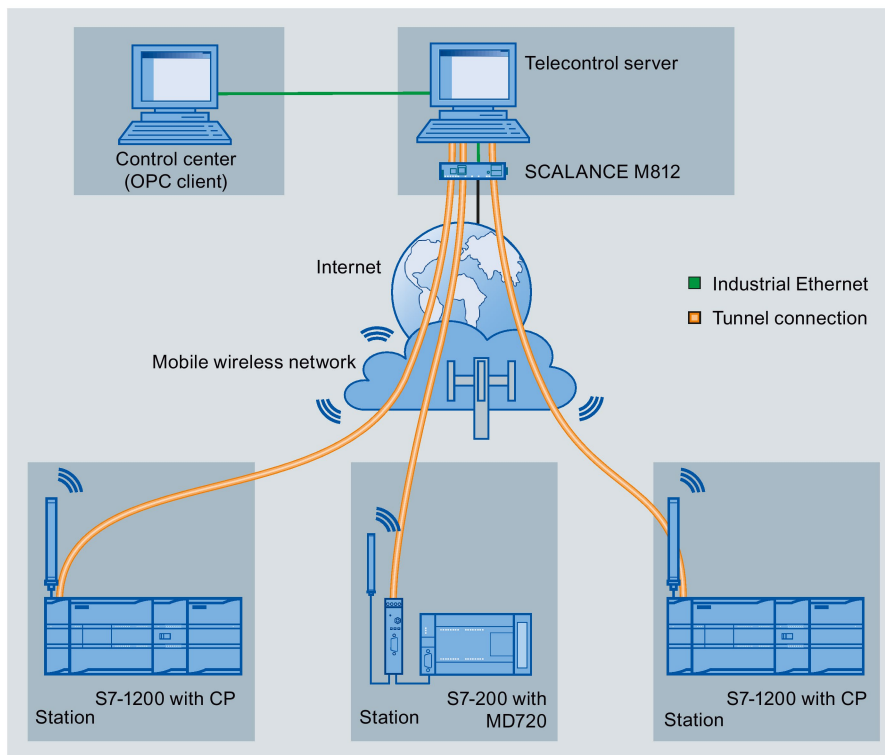 Telecontrol server
Control center
(OPC client)
SCALANCE M812
Internet
Industrial Ethernet
Tunnel connection
Mobile wireless network
S7-1200 with CP
Station
S7-200 with
MD720
Station
S7-1200 with CP
Station